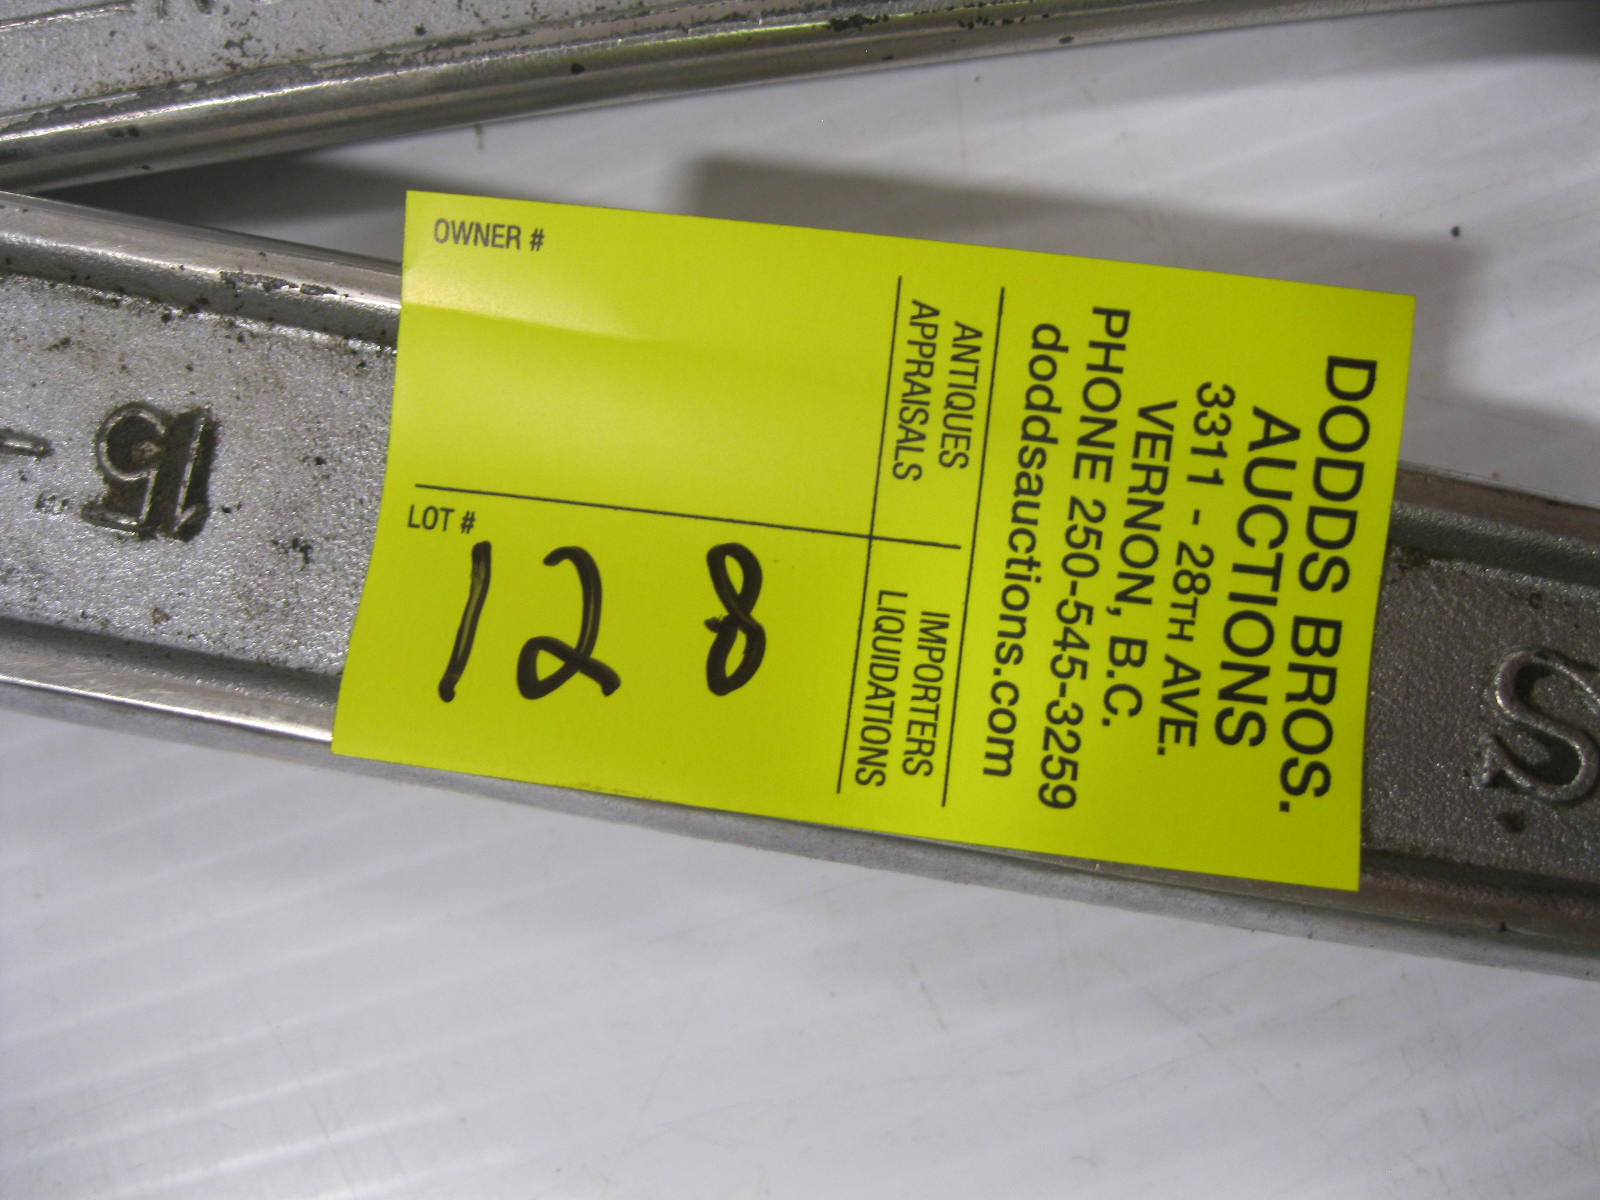 DODDS BROS.
AUCTIONS
3311 - 28TH AVE.
VERNON, B.C.
PHONE 250-545-3259
doddsauctions.com
ANTIQUES
APPRAISALS
IMPORTERS
LIQUIDATIONS
OWNER #
LOT #
128
15
S